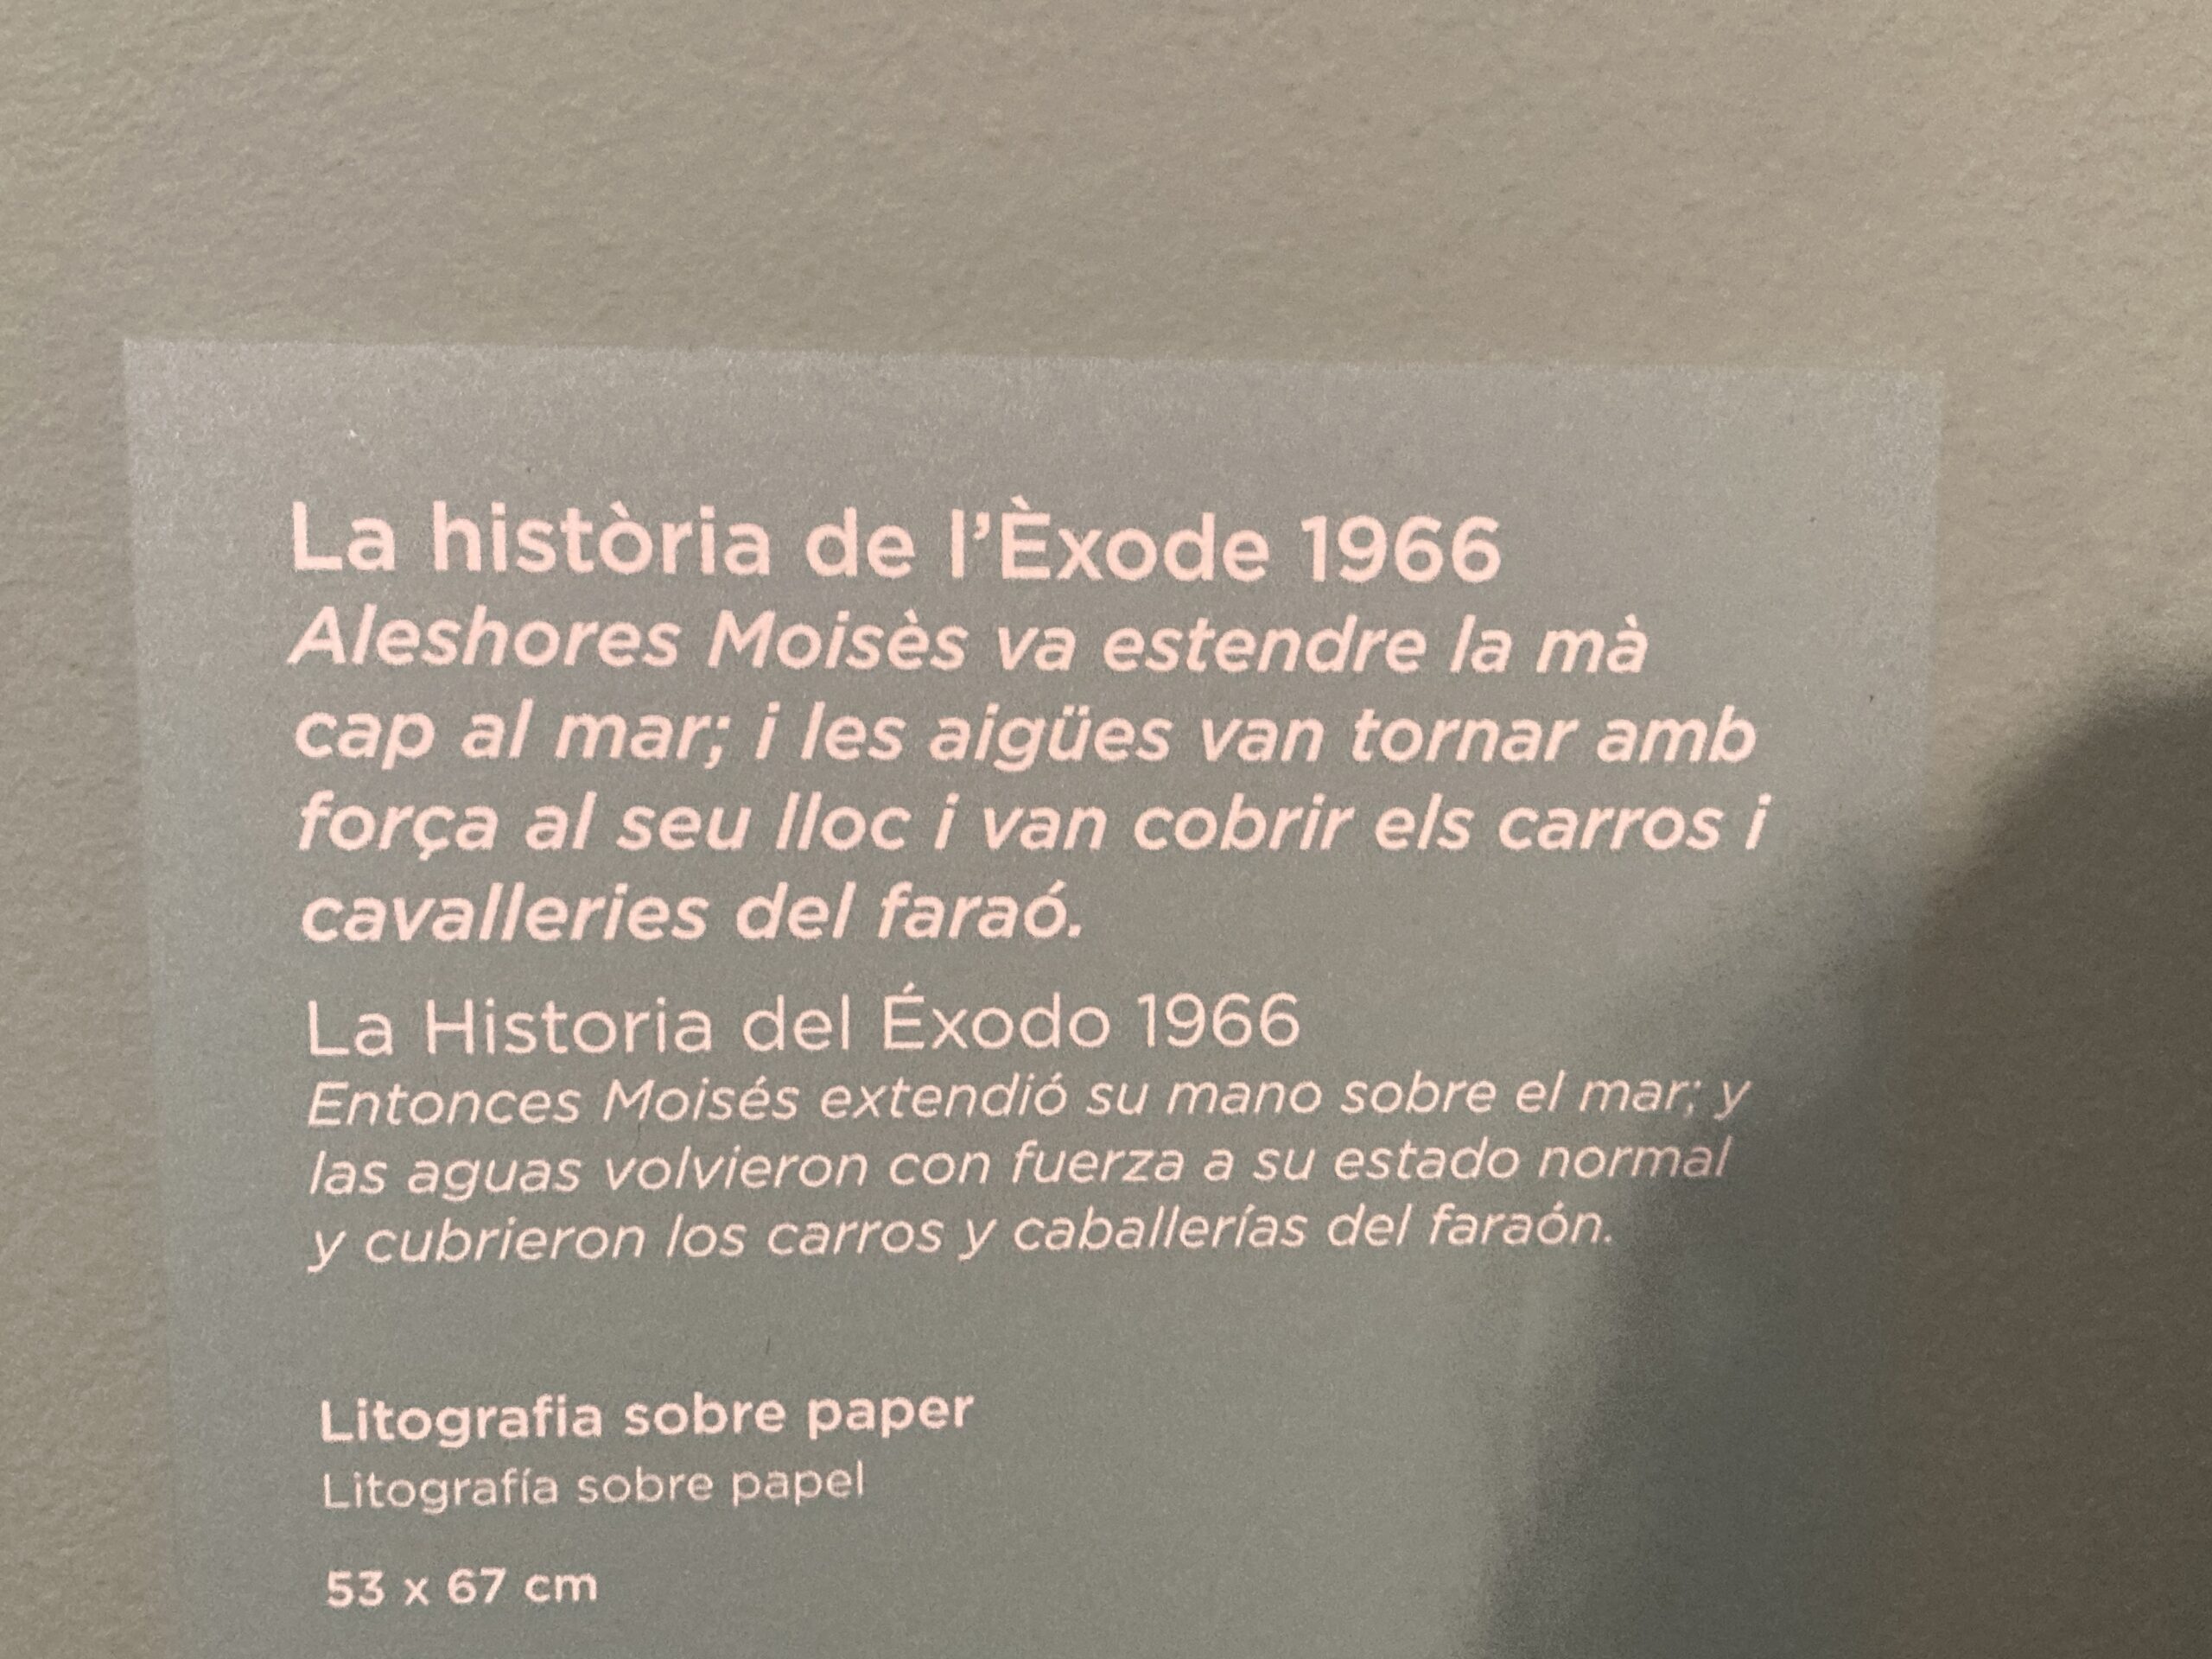 La història de l’Èxode 1966
Aleshores Moisès va estendre la mà
cap al mar; i les aigües van tornar amb
força al seu lloc i van cobrir els carros i
cavalleries del faraó.
La Historia del Éxodo 1966
Entonces Moisés extendió su mano sobre el mar; y
las aguas volvieron con fuerza a su estado normal
y cubrieron los carros y caballerías del faraón.
Litografia sobre paper
Litografía sobre papel
53 x 67 cm